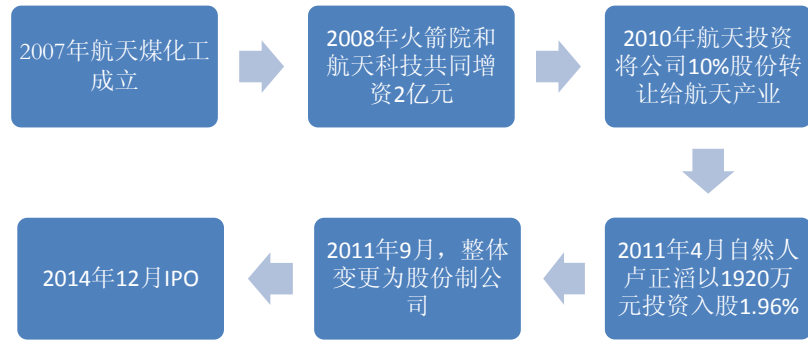 2007年航天煤化工
成立
2008年火箭院和
航天科技共同增
资2亿元
2010年航天投资
将公司10%股份转
让给航天产业
2011年4月自然人
卢正滔以1920万
元投资入股1.96%
2011年9月，整体
变更为股份制公
司
2014年12月IPO